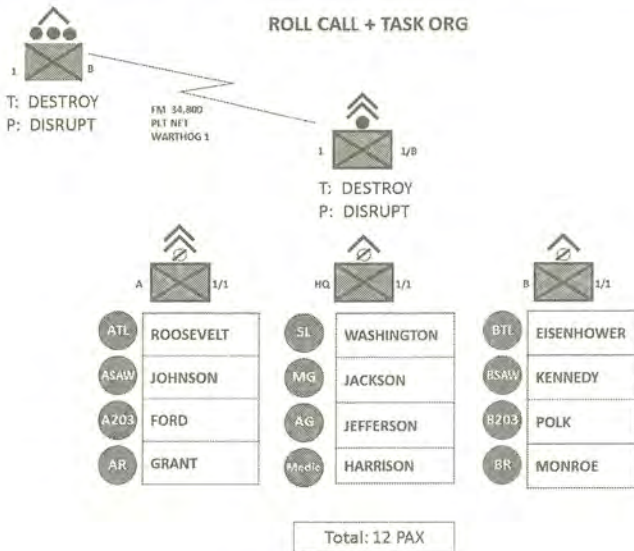 ROLL CALL + TASK ORG
1 B
T: DESTROY
P: DISRUPT
FM 34,800
PLT NET
WARTHOG 1
1 1/B
T: DESTROY
P: DISRUPT
A 1/1
HQ 1/1
B 1/1
ATL ROOSEVELT
ASAW JOHNSON
A203 FORD
AR GRANT
SL WASHINGTON
MG JACKSON
AG JEFFERSON
Medic HARRISON
BTL EISENHOWER
BSAW KENNEDY
B203 POLK
BR MONROE
Total: 12 PAX